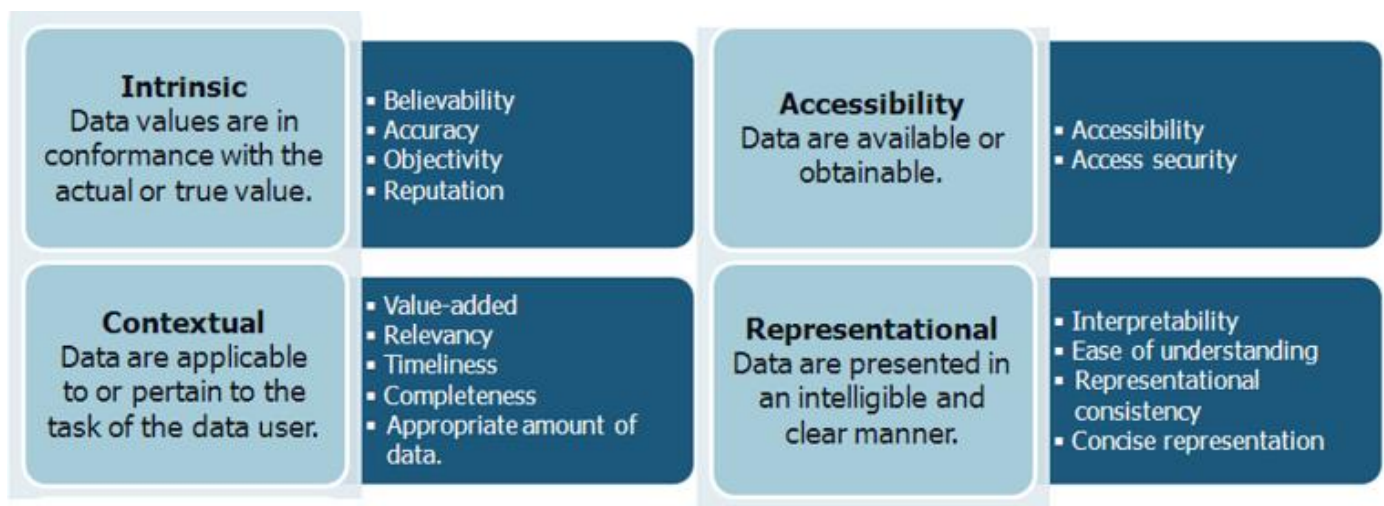 Intrinsic
Data values are in
conformance with the
actual or true value.
▪ Believability
▪ Accuracy
▪ Objectivity
▪ Reputation
Accessibility
Data are available or
obtainable.
▪ Accessibility
▪ Access security
Contextual
Data are applicable
to or pertain to the
task of the data user.
▪ Value-added
▪ Relevancy
▪ Timeliness
▪ Completeness
▪ Appropriate amount of
data.
Representational
Data are presented in
an intelligible and
clear manner.
▪ Interpretability
▪ Ease of understanding
▪ Representational
consistency
▪ Concise representation